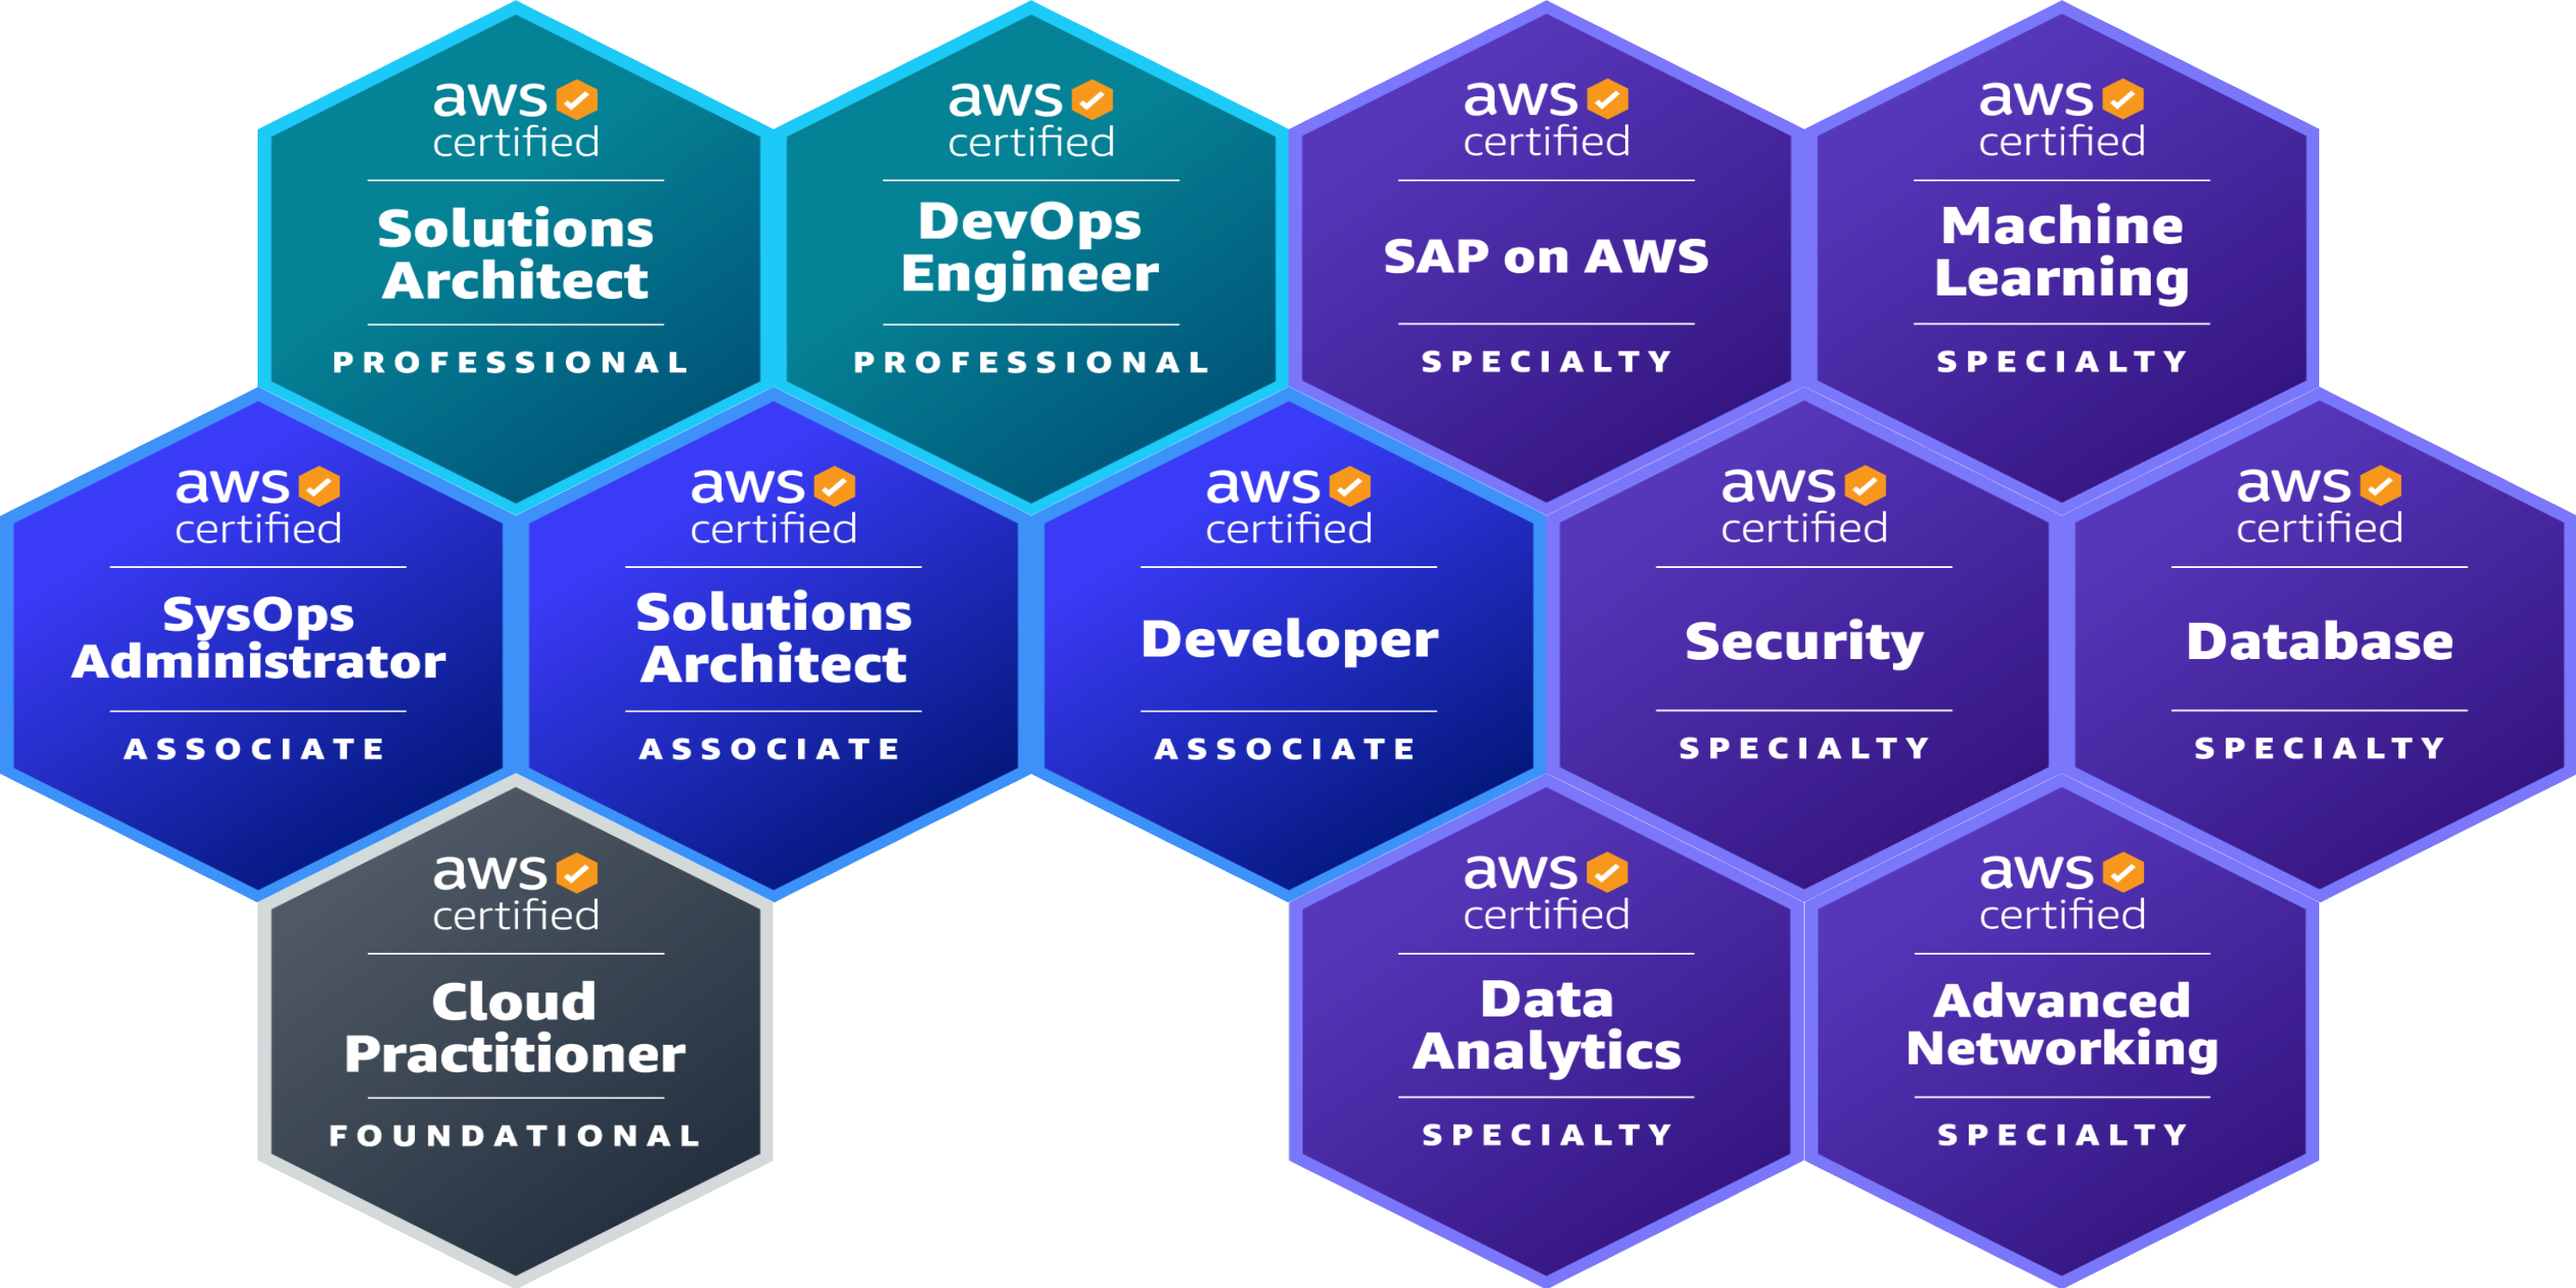 aws
certified
Solutions
Architect
PROFESSIONAL
aws
certified
DevOps
Engineer
PROFESSIONAL
aws
certified
SAP on AWS
SPECIALTY
aws
certified
Machine
Learning
SPECIALTY
aws
certified
SysOps
Administrator
ASSOCIATE
aws
certified
Solutions
Architect
ASSOCIATE
aws
certified
Developer
ASSOCIATE
aws
certified
Security
SPECIALTY
aws
certified
Database
SPECIALTY
aws
certified
Cloud
Practitioner
FOUNDATIONAL
aws
certified
Data
Analytics
SPECIALTY
aws
certified
Advanced
Networking
SPECIALTY